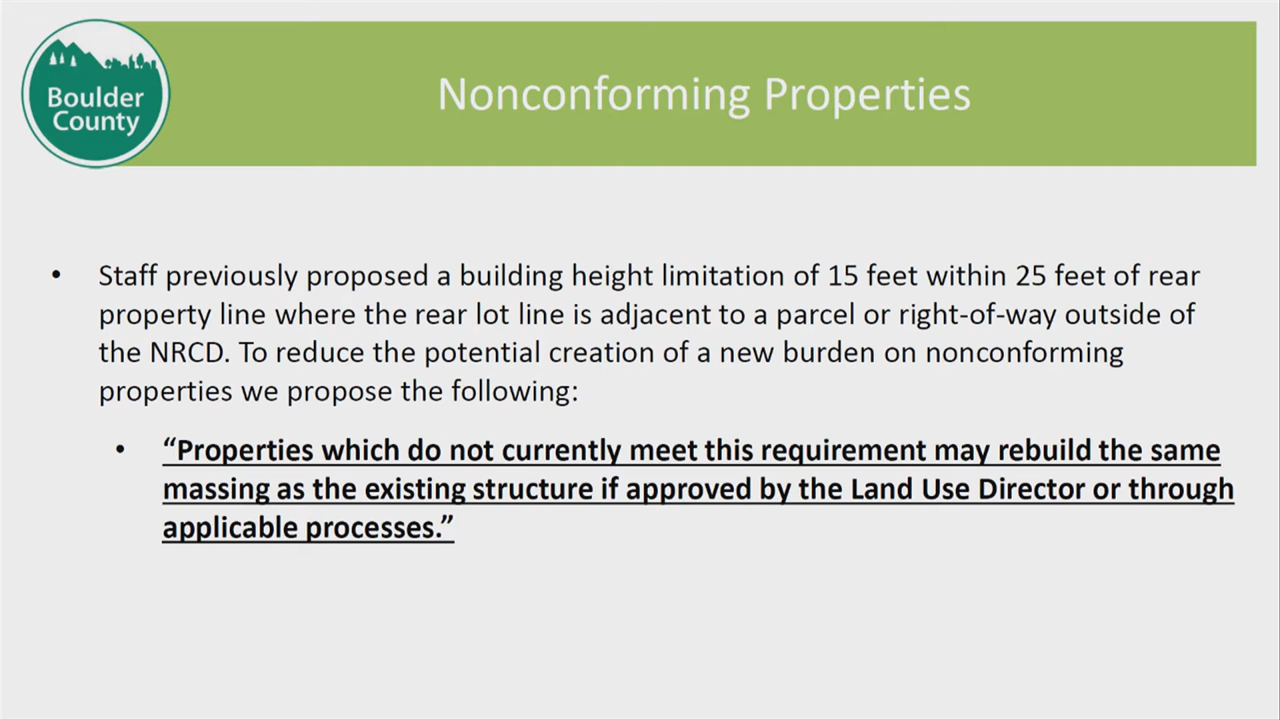 Boulder
County
Nonconforming Properties
• Staff previously proposed a building height limitation of 15 feet within 25 feet of rear
property line where the rear lot line is adjacent to a parcel or right-of-way outside of
the NRCD. To reduce the potential creation of a new burden on nonconforming
properties we propose the following:
• “Properties which do not currently meet this requirement may rebuild the same
massing as the existing structure if approved by the Land Use Director or through
applicable processes.”